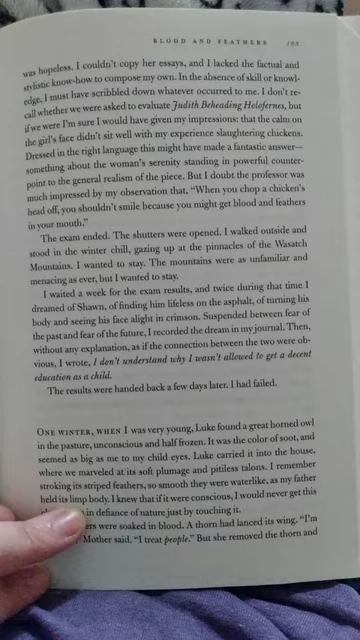 BLOOD AND FEATHERS 193
was hopeless. I couldn't copy her essays, and I lacked the factual and
stylistic know-how to compose my own. In the absence of skill or knowl-
edge, I must have scribbled down whatever occurred to me. I don't re-
call whether we were asked to evaluate Judith Beheading Holofernes, but
if we were I'm sure I would have given my impressions: that the calm on
the girl's face didn't sit well with my experience slaughtering chickens.
Dressed in the right language this might have made a fantastic answer—
something about the woman's serenity standing in powerful counter-
point to the general realism of the piece. But I doubt the professor was
much impressed by my observation that, "When you chop a chicken's
head off, you shouldn't smile because you might get blood and feathers
in your mouth."
The exam ended. The shutters were opened. I walked outside and
stood in the winter chill, gazing up at the pinnacles of the Wasatch
Mountains. I wanted to stay. The mountains were as unfamiliar and
menacing as ever, but I wanted to stay.
I waited a week for the exam results, and twice during that time I
dreamed of Shawn, of finding him lifeless on the asphalt, of turning his
body and seeing his face alight in crimson. Suspended between fear of
the past and fear of the future, I recorded the dream in my journal. Then,
without any explanation, as if the connection between the two were ob-
vious, I wrote, I don't understand why I wasn't allowed to get a decent
education as a child.
The results were handed back a few days later. I had failed.
ONE WINTER, WHEN I was very young, Luke found a great horned owl
in the pasture, unconscious and half frozen. It was the color of soot, and
seemed as big as me to my child eyes. Luke carried it into the house,
where we marveled at its soft plumage and pitiless talons. I remember
stroking its striped feathers, so smooth they were waterlike, as my father
held its limp body. I knew that if it were conscious, I would never get this
in defiance of nature just by touching it.
ers were soaked in blood. A thorn had lanced its wing. "I'm
Mother said. "I treat people." But she removed the thorn and